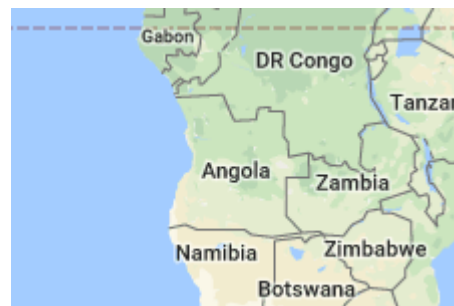 Gabon
DR Congo
Tanzan
Angola
Zambia
Namibia
Zimbabwe
Botswana